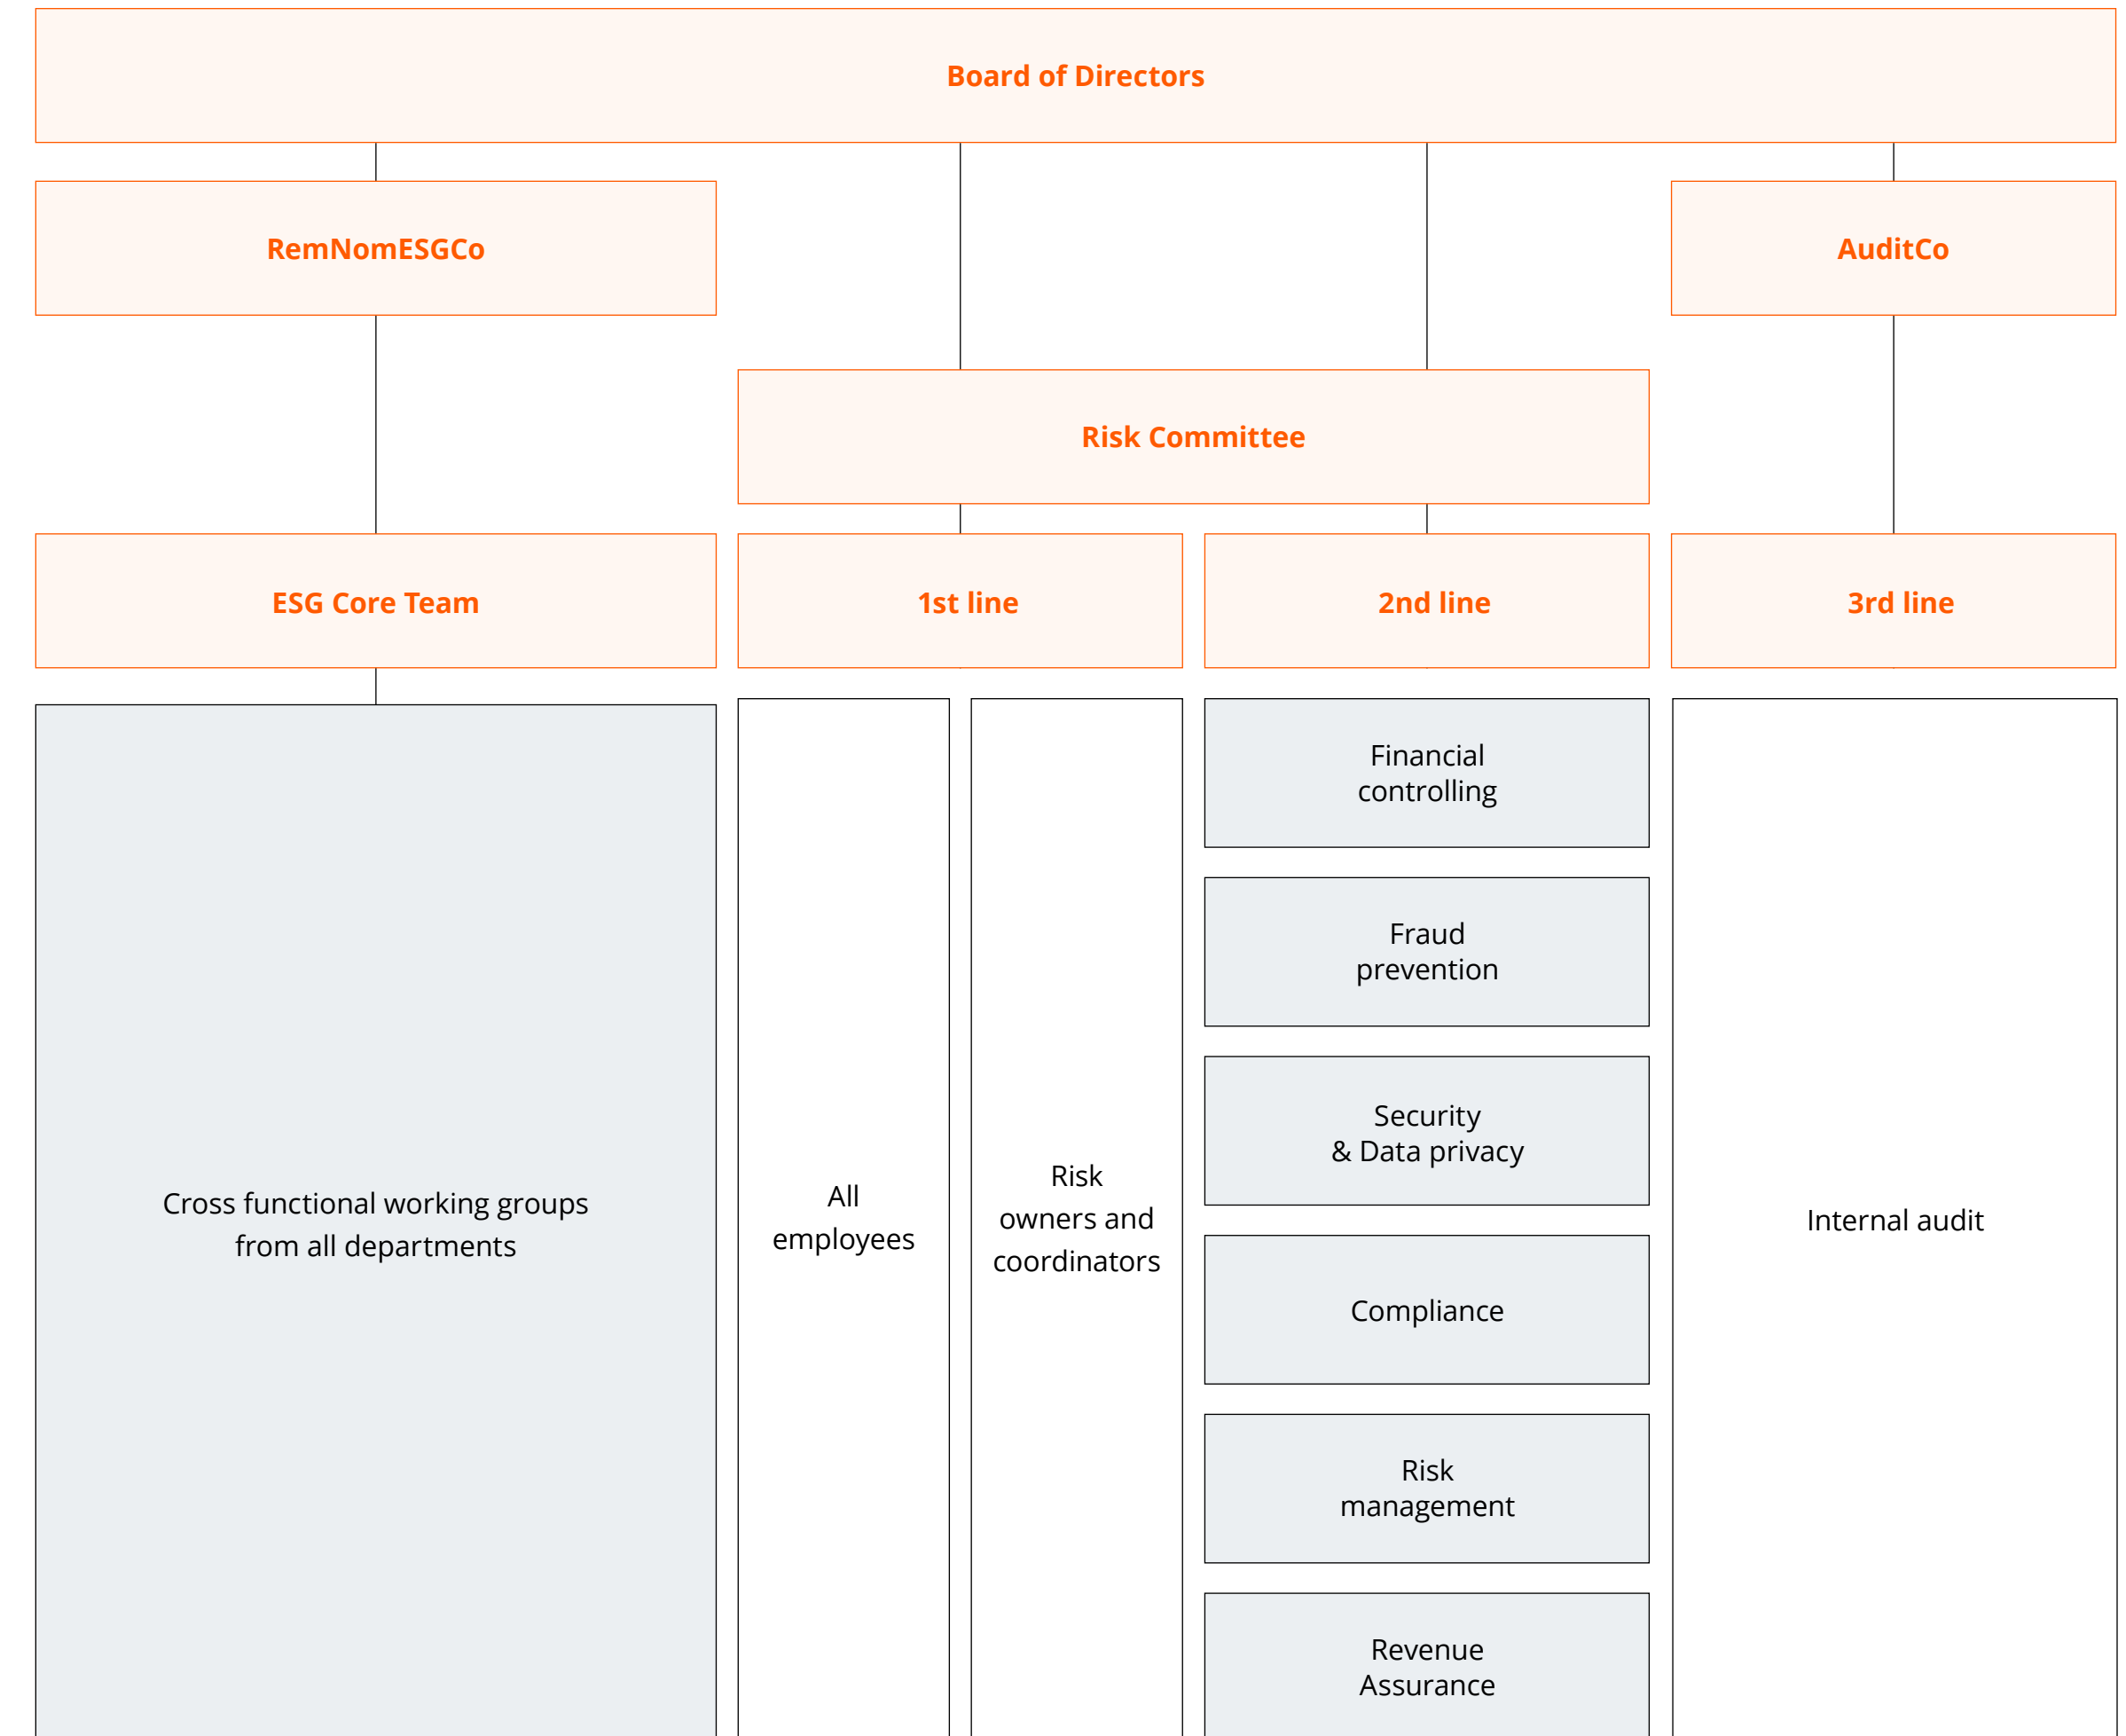 Board of Directors
RemNomESGCo
AuditCo
Risk Committee
ESG Core Team
1st line
2nd line
3rd line
Cross functional working groups
from all departments
All
employees
Risk
owners and
coordinators
Financial
controlling
Fraud
prevention
Security
& Data privacy
Compliance
Risk
management
Revenue
Assurance
Internal audit